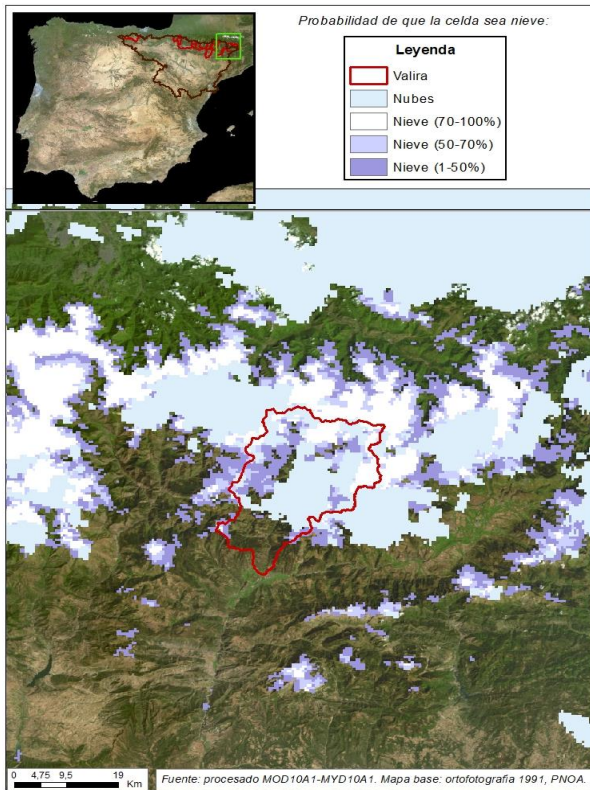 Probabilidad de que la celda sea nieve:
Leyenda
Valira
Nubes
Nieve (70-100%)
Nieve (50-70%)
Nieve (1-50%)
0 4,75 9,5 19
Km
Fuente: procesado MOD10A1-MYD10A1. Mapa base: ortofotografia 1991, PNOA.